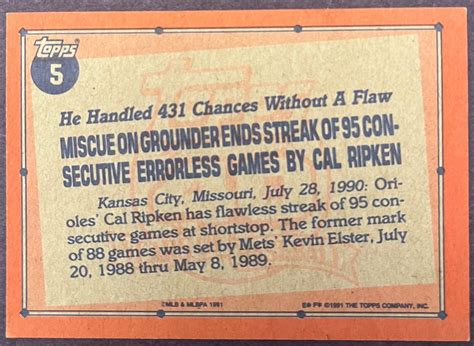 Topps
5
He Handled 431 Chances Without A Flaw
MISCUE ON GROUNDER ENDS STREAK OF 95 CON-
SECUTIVE ERRORLESS GAMES BY CAL RIPKEN
Kansas City, Missouri, July 28, 1990: Ori-
oles' Cal Ripken has flawless streak of 95 con-
secutive games at shortstop. The former mark
of 88 games was set by Mets' Kevin Elster, July
20, 1988 thru May 8, 1989.
©MLB & MLBPA 1991
E® F® ©1991 THE TOPPS COMPANY, INC.